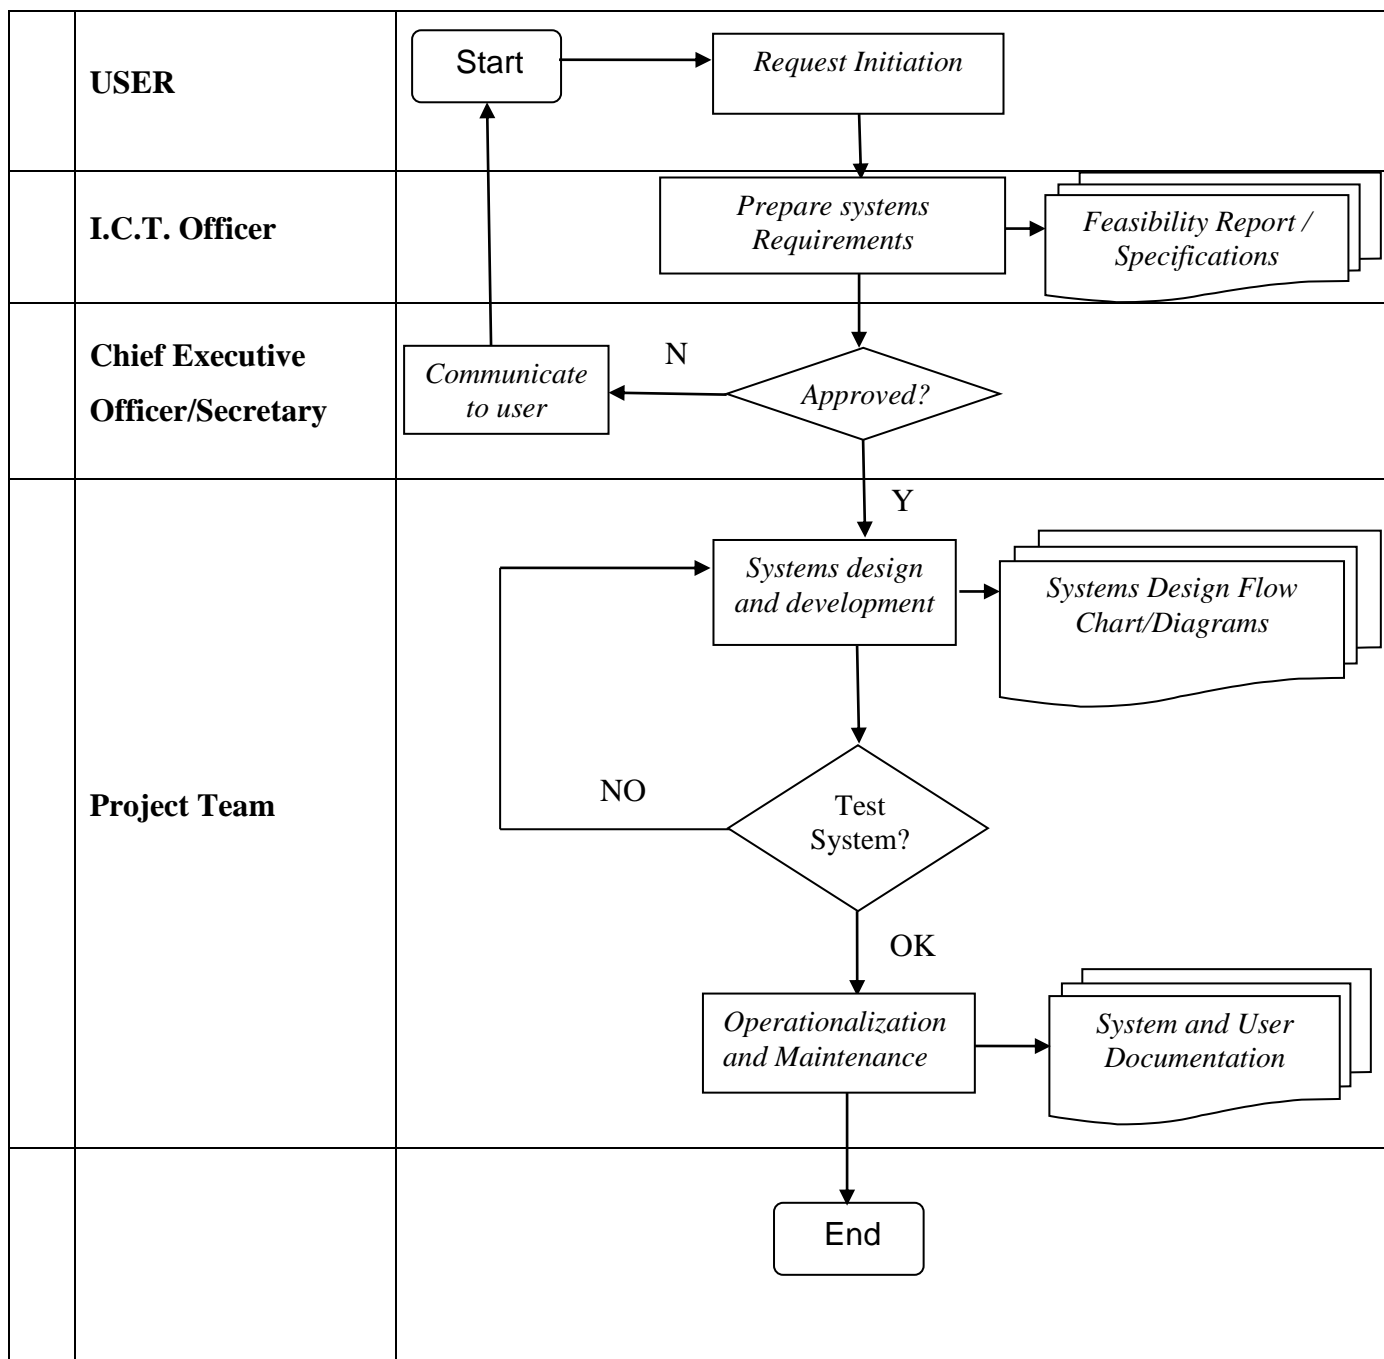 USER
Start
Request Initiation
I.C.T. Officer
Prepare systems
Requirements
Feasibility Report /
Specifications
Chief Executive
Officer/Secretary
Communicate
to user
N
Approved?
Y
Project Team
Systems design
and development
Systems Design Flow
Chart/Diagrams
NO
Test
System?
OK
Operationalization
and Maintenance
System and User
Documentation
End